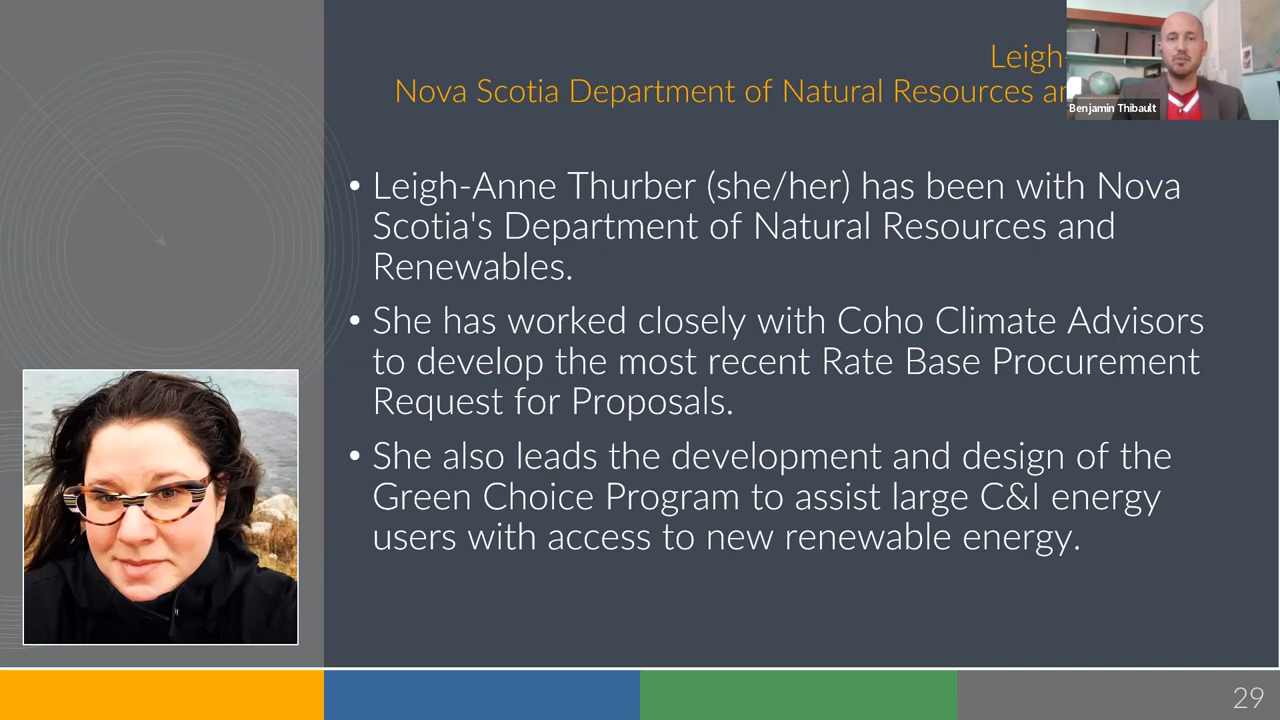 Leigh
Nova Scotia Department of Natural Resources
Benjamin Thibault
• Leigh-Anne Thurber (she/her) has been with Nova
Scotia's Department of Natural Resources and
Renewables.
• She has worked closely with Coho Climate Advisors
to develop the most recent Rate Base Procurement
Request for Proposals.
• She also leads the development and design of the
Green Choice Program to assist large C&I energy
users with access to new renewable energy.
29